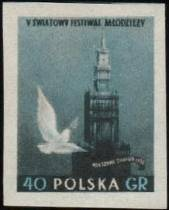 V ŚWIATOWY FESTIWAL MŁODZIEŻY
40 POLSKA GR